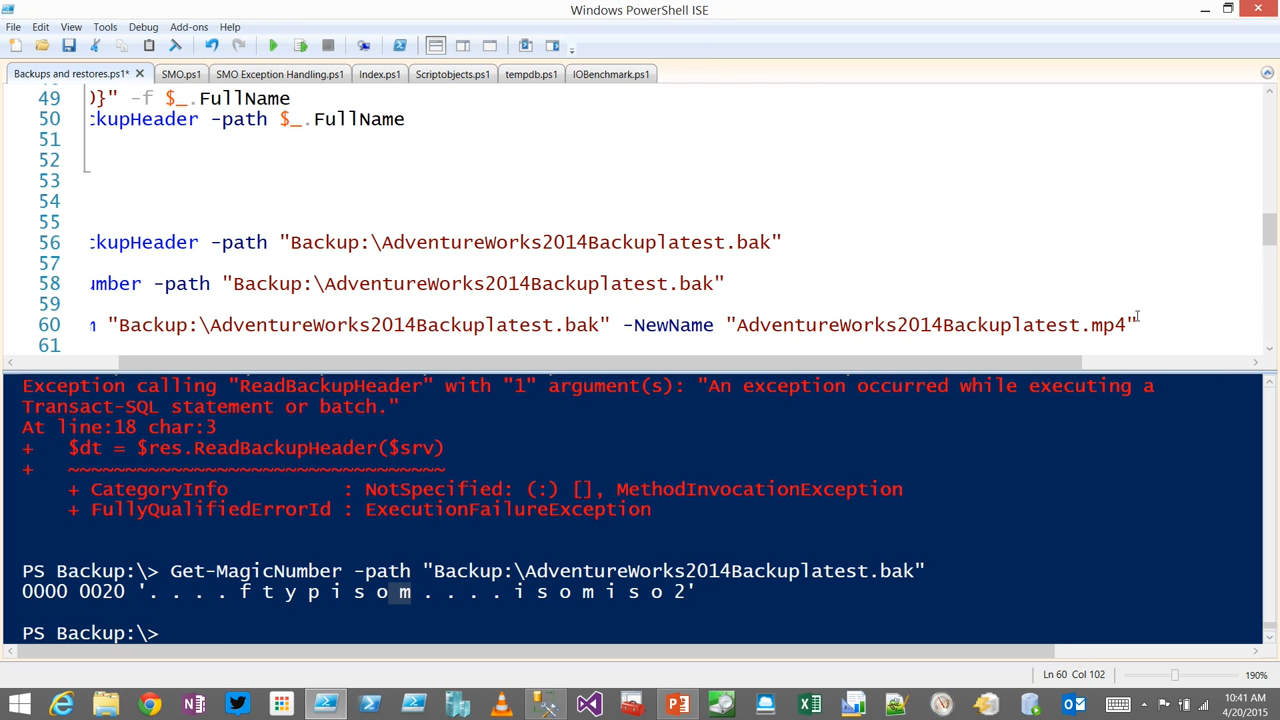 Windows PowerShell ISE
File Edit View Tools Debug Add-ons Help
Backups and restores.ps1* SMO.ps1 SMO Exception Handling.ps1 Index.ps1 Scriptobjects.ps1 tempdb.ps1 IOBenchmark.ps1
49 0}" -f $_.FullName
50 ckupHeader -path $_.FullName
51
52
53
54
55
56 ckupHeader -path "Backup:\AdventureWorks2014Backuplatest.bak"
57
58 umber -path "Backup:\AdventureWorks2014Backuplatest.bak"
59
60 m "Backup:\AdventureWorks2014Backuplatest.bak" -NewName "AdventureWorks2014Backuplatest.mp4"
61
Exception calling "ReadBackupHeader" with "1" argument(s): "An exception occurred while executing a
Transact-SQL statement or batch."
At line:18 char:3
+ $dt = $res.ReadBackupHeader($srv)
+ ~~~~~~~~~~~~~~~~~~~~~~~~~~~~~~~~~
+ CategoryInfo : NotSpecified: (:) [], MethodInvocationException
+ FullyQualifiedErrorId : ExecutionFailureException
PS Backup:\> Get-MagicNumber -path "Backup:\AdventureWorks2014Backuplatest.bak"
0000 0020 '. . . . f t y p i s o m . . . . i s o m i s o 2'
PS Backup:\>
Ln 60 Col 102 190%
10:41 AM
4/20/2015